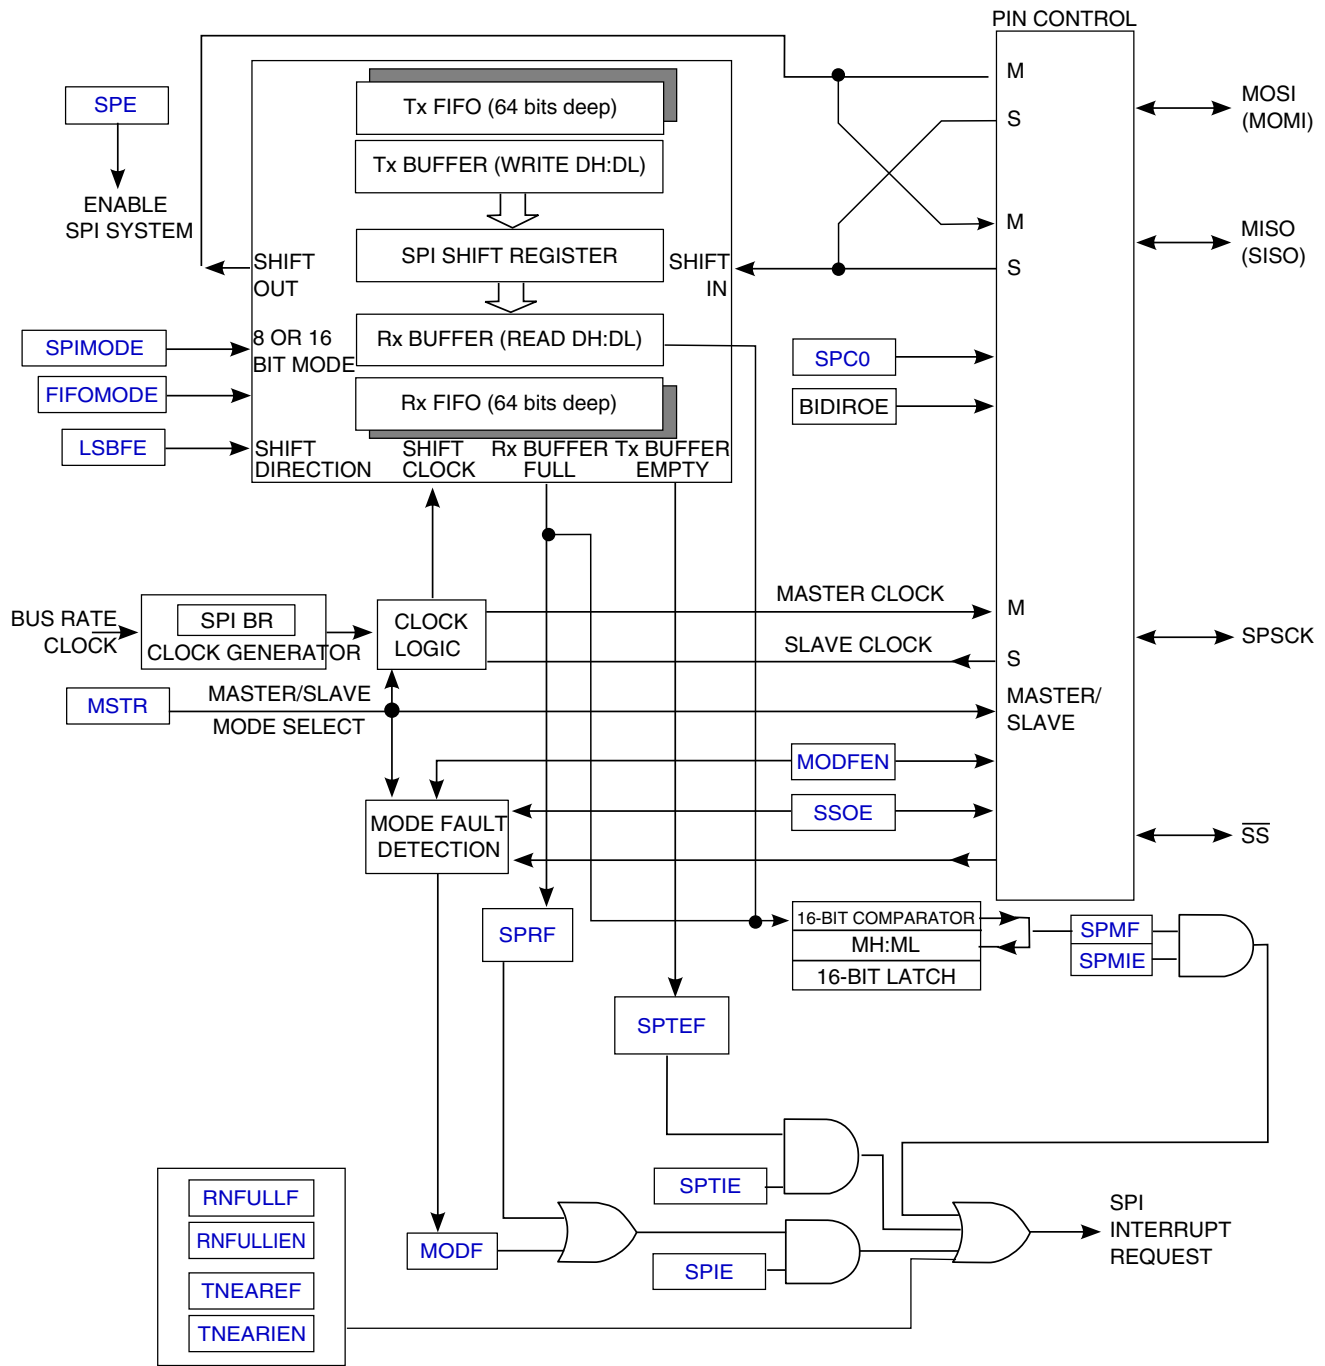 PIN CONTROL
SPE
ENABLE
SPI SYSTEM
Tx FIFO (64 bits deep)
Tx BUFFER (WRITE DH:DL)
SPI SHIFT REGISTER
Rx BUFFER (READ DH:DL)
Rx FIFO (64 bits deep)
SHIFT
OUT
SHIFT
IN
8 OR 16
BIT MODE
SHIFT
DIRECTION
SHIFT
CLOCK
Rx BUFFER
FULL
Tx BUFFER
EMPTY
SPIMODE
FIFOMODE
LSBFE
M
S
M
S
MOSI
(MOMI)
MISO
(SISO)
SPC0
BIDIROE
BUS RATE
CLOCK
SPI BR
CLOCK GENERATOR
CLOCK
LOGIC
MASTER CLOCK
SLAVE CLOCK
M
S
SPSCK
MSTR
MASTER/SLAVE
MODE SELECT
MASTER/
SLAVE
MODFEN
SSOE
MODE FAULT
DETECTION
SS
SPRF
16-BIT COMPARATOR
MH:ML
16-BIT LATCH
SPMF
SPMIE
SPTEF
SPTIE
RNFULLF
RNFULLIEN
TNEAREF
TNEARIEN
MODF
SPIE
SPI
INTERRUPT
REQUEST